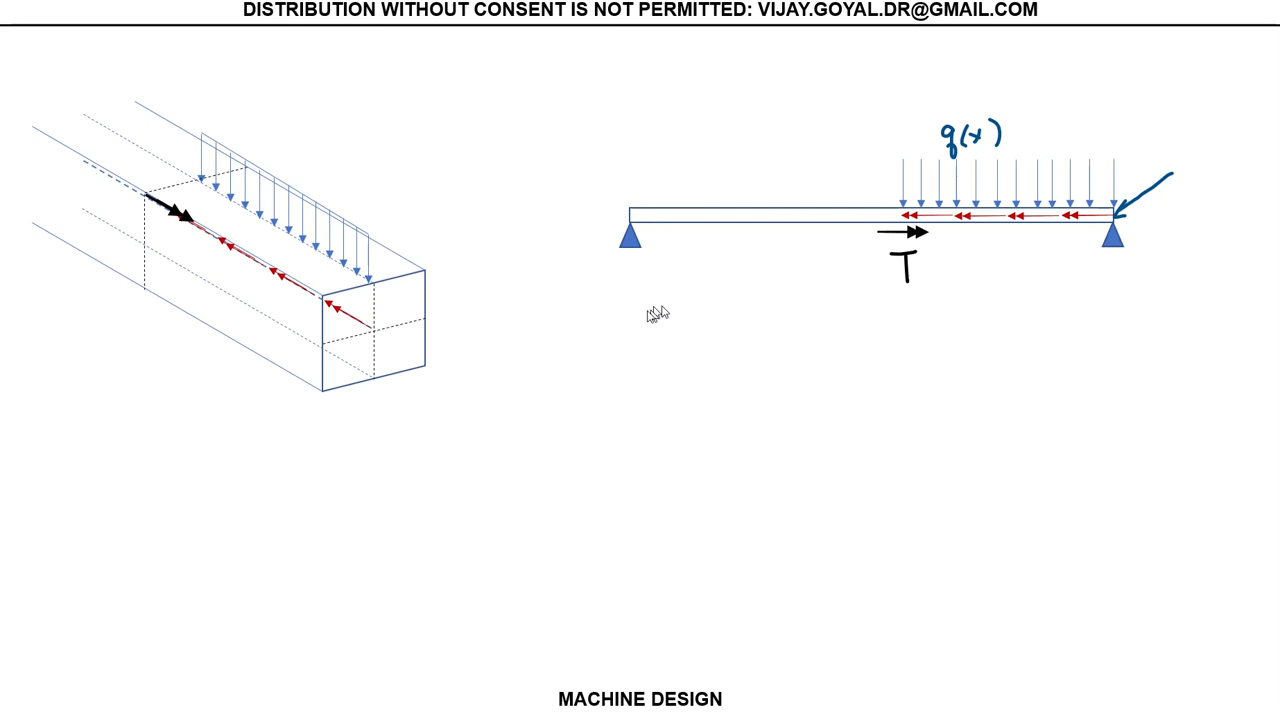 DISTRIBUTION WITHOUT CONSENT IS NOT PERMITTED: VIJAY.GOYAL.DR@GMAIL.COM
q(x)
T
MACHINE DESIGN